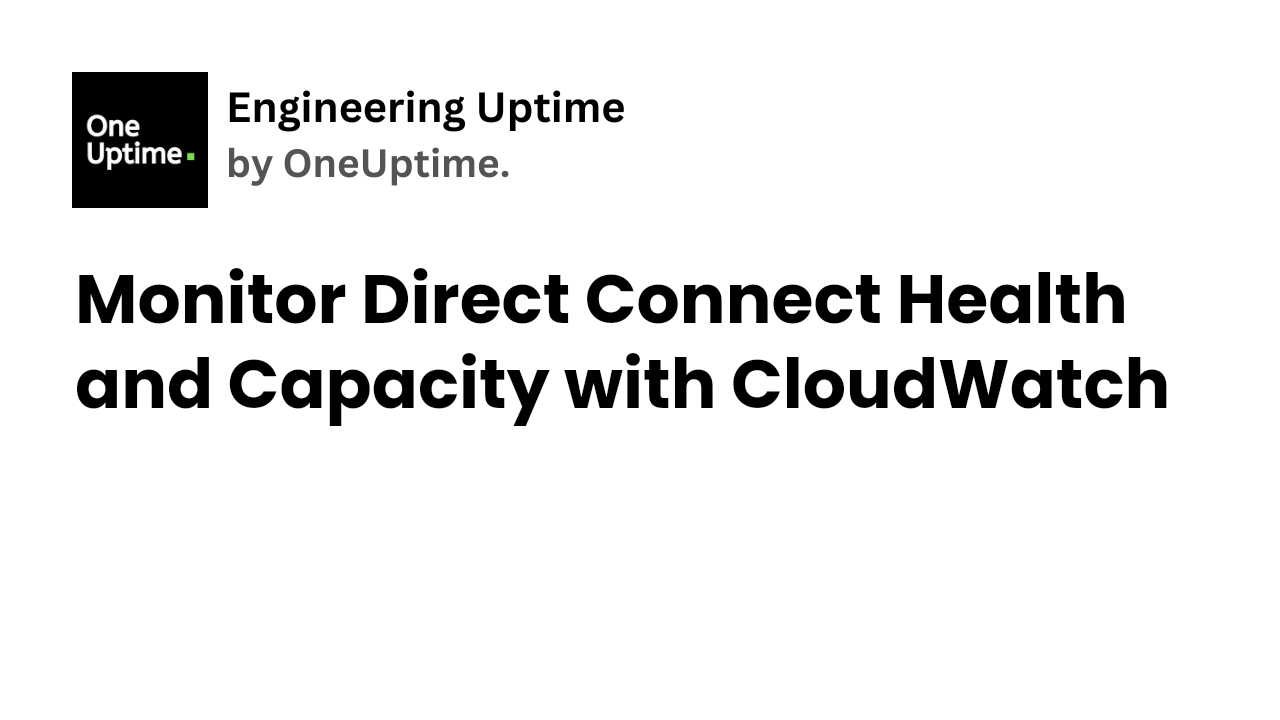 One
Uptime.
Engineering Uptime
by OneUptime.
Monitor Direct Connect Health
and Capacity with CloudWatch